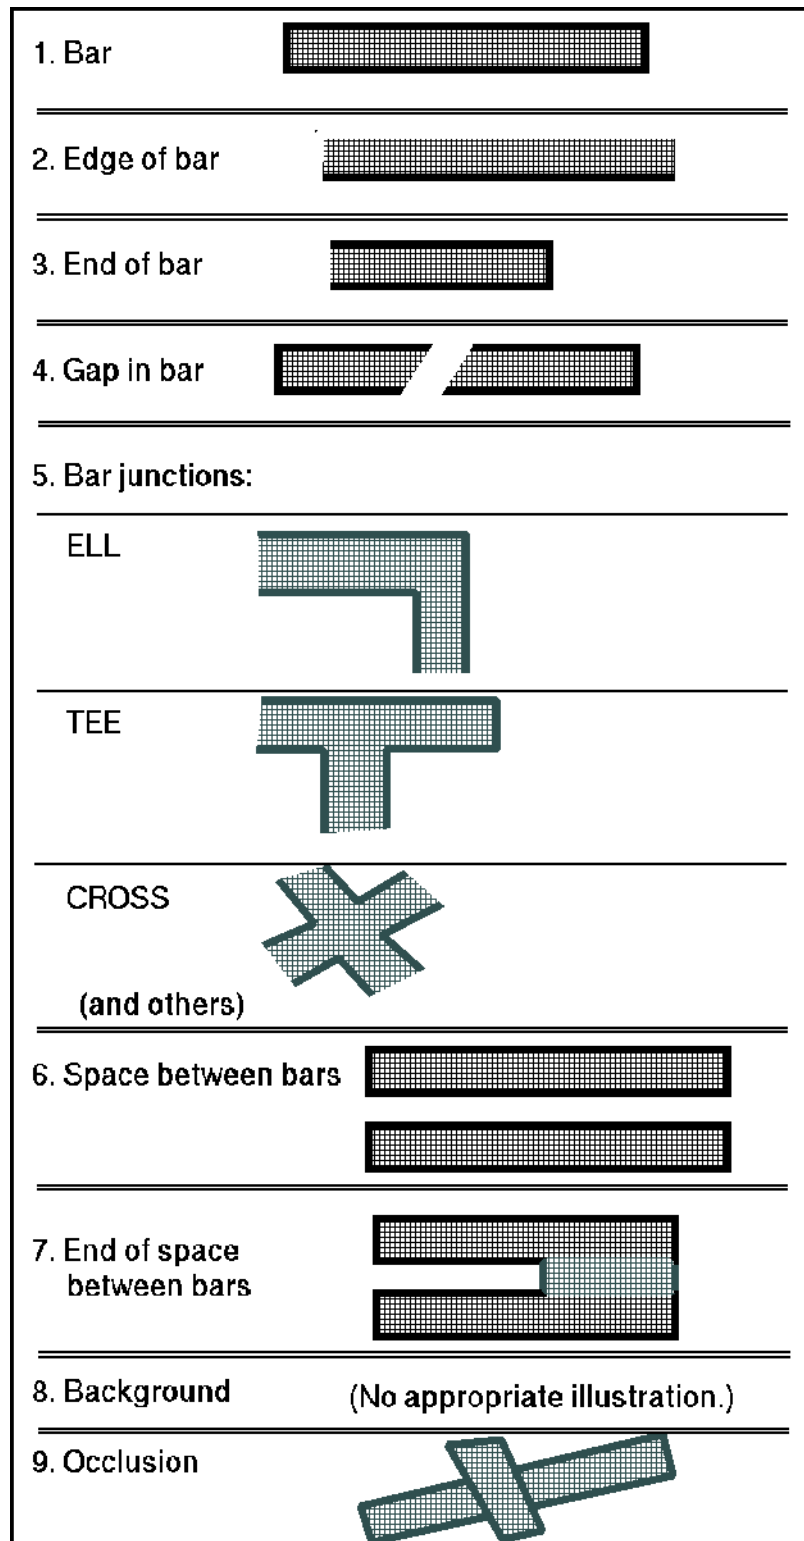 1. Bar
2. Edge of bar
3. End of bar
4. Gap in bar
5. Bar junctions:
ELL
TEE
CROSS
(and others)
6. Space between bars
7. End of space
between bars
8. Background (No appropriate illustration.)
9. Occlusion